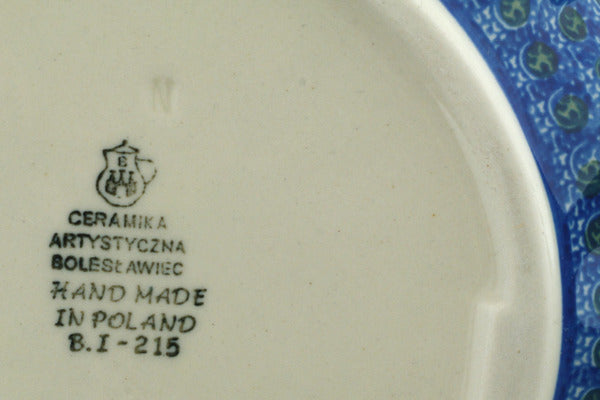 N
B
CERAMIKA
ARTYSTYCZNA
BOLESŁAWIEC
HAND MADE
IN POLAND
B.I-215